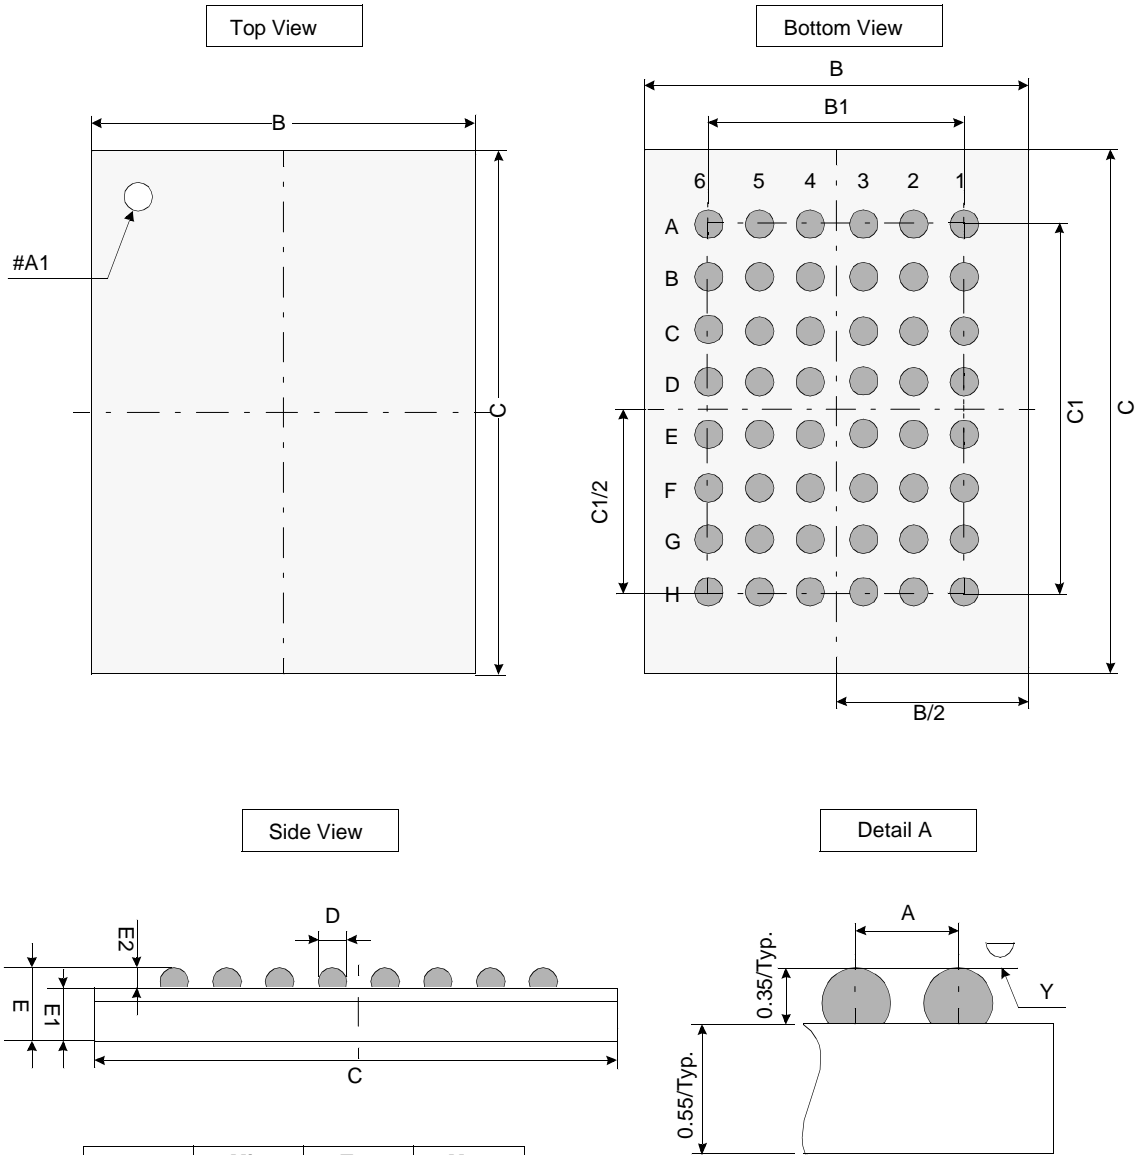 Top View
Bottom View
B
B
B1
6 5 4 3 2 1
#A1
A
B
C
D
E
F
G
H
C
C1
C
C1/2
B/2
Side View
Detail A
D
E2
E
E1
C
A
0.35/Typ.
Y
0.55/Typ.